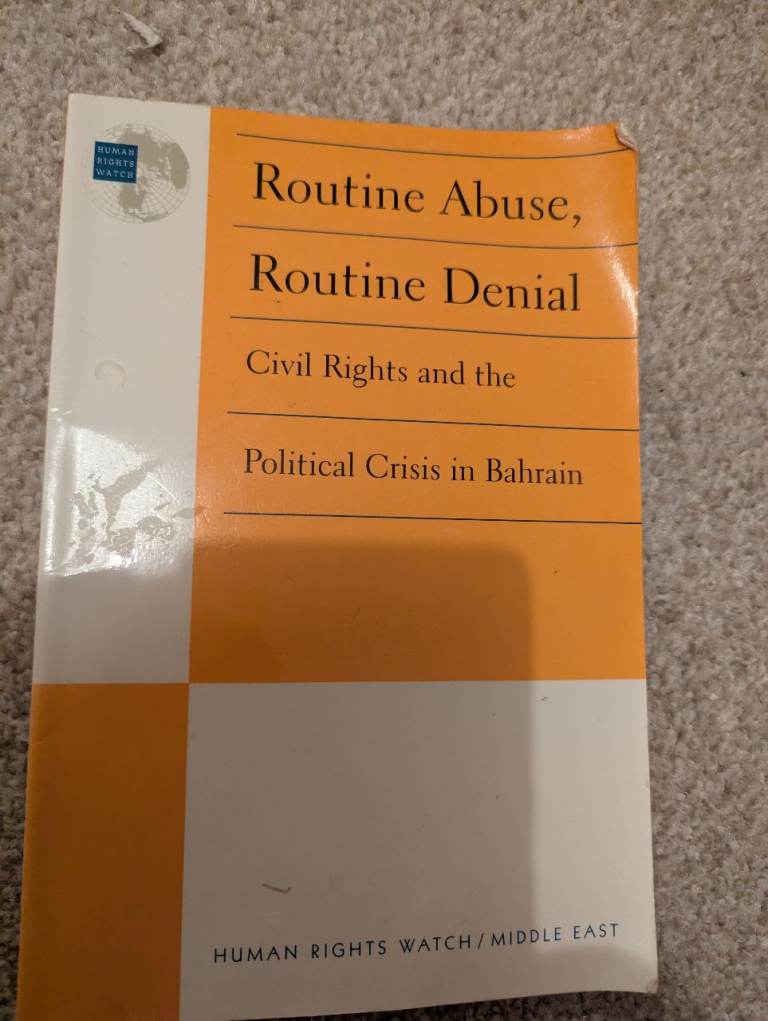 HUMAN
RIGHTS
WATCH
Routine Abuse,
Routine Denial
Civil Rights and the
Political Crisis in Bahrain
HUMAN RIGHTS WATCH/MIDDLE EAST